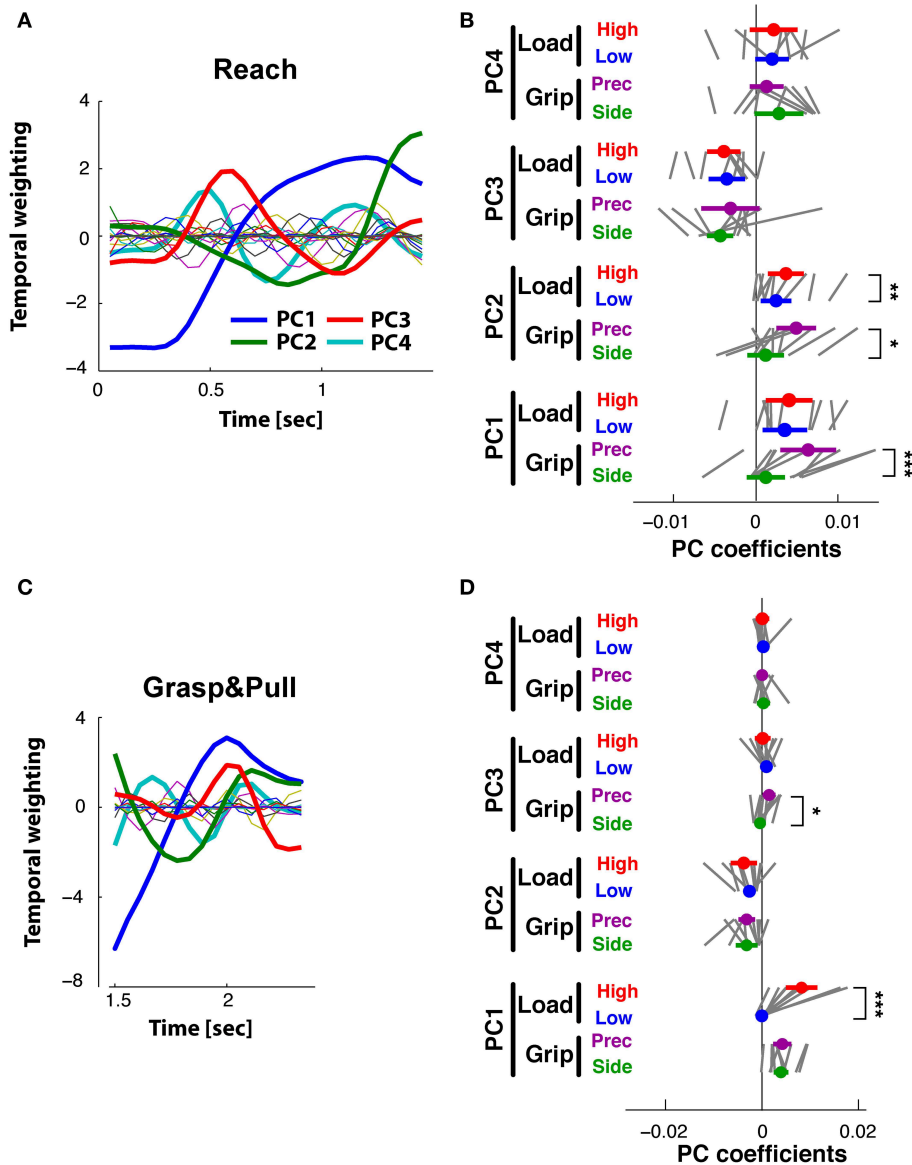 A
Reach
Temporal weighting
4
2
0
−2
−4
PC1
PC3
PC2
PC4
0
0.5
1
Time [sec]
B
PC4
Load
High
Low
Grip
Prec
Side
PC3
Load
High
Low
Grip
Prec
Side
PC2
Load
High
Low
**
Grip
Prec
Side
*
PC1
Load
High
Low
Grip
Prec
Side
***
−0.01
0
0.01
PC coefficients
C
Grasp&Pull
Temporal weighting
4
0
−4
−8
1.5
2
Time [sec]
D
PC4
Load
High
Low
Grip
Prec
Side
PC3
Load
High
Low
Grip
Prec
Side
*
PC2
Load
High
Low
Grip
Prec
Side
PC1
Load
High
Low
***
Grip
Prec
Side
−0.02
0
0.02
PC coefficients